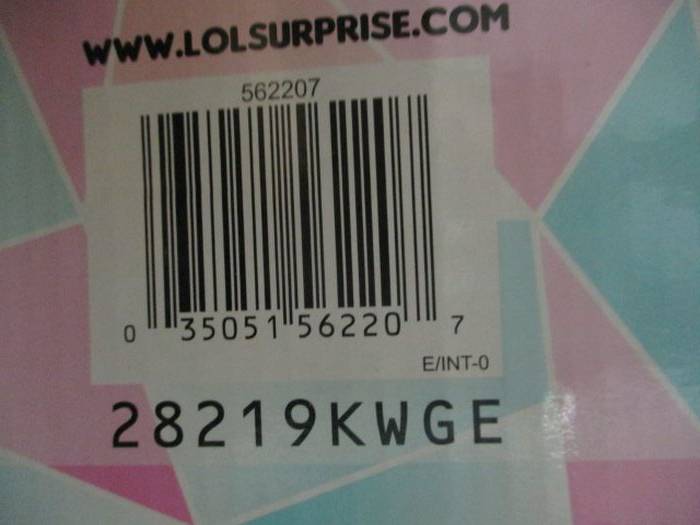 WWW.LOLSURPRISE.COM
562207
0 35051 56220 7
E/INT-0
28219KWGE